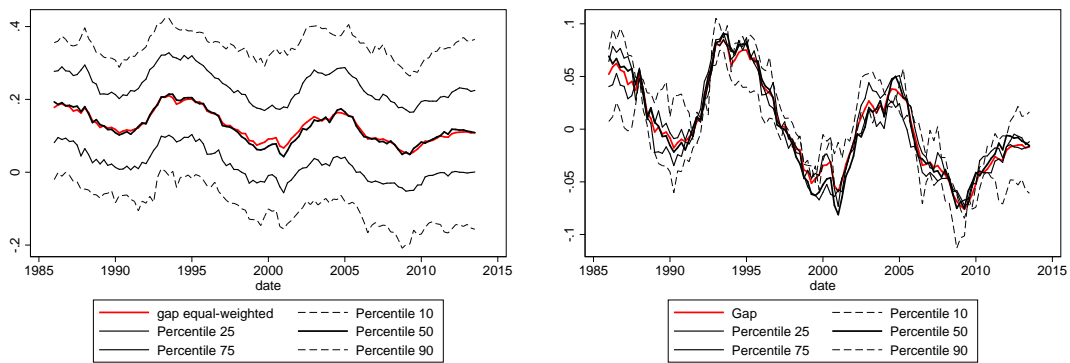 .4
.2
0
-.2
1985 1990 1995 2000 2005 2010 2015
date
gap equal-weighted Percentile 10
Percentile 25 Percentile 50
Percentile 75 Percentile 90
.1
.05
0
-.05
-.1
1985 1990 1995 2000 2005 2010 2015
date
Gap Percentile 10
Percentile 25 Percentile 50
Percentile 75 Percentile 90